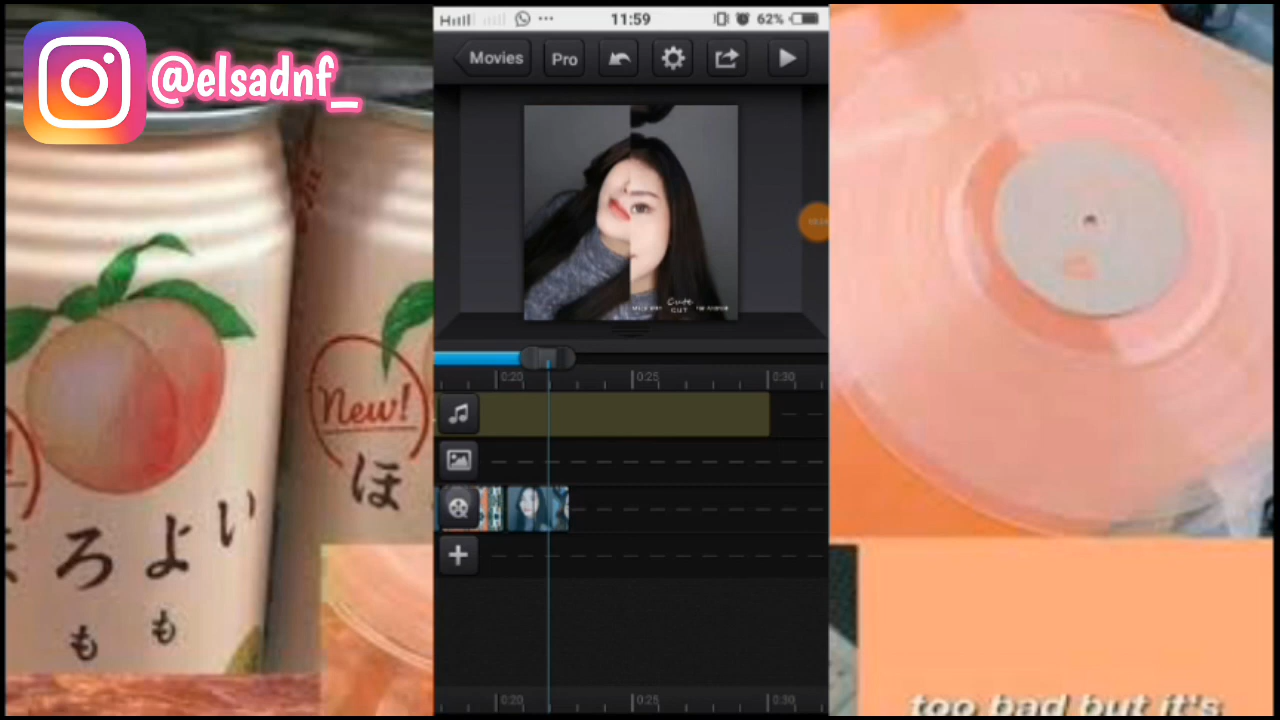 @elsadnf_
11:59
62%
Movies
Pro
Cute
CUT
0:20
0:25
0:30
New!
ほ
ろよい
もも
0:20
0:25
0:30
too bad but it's